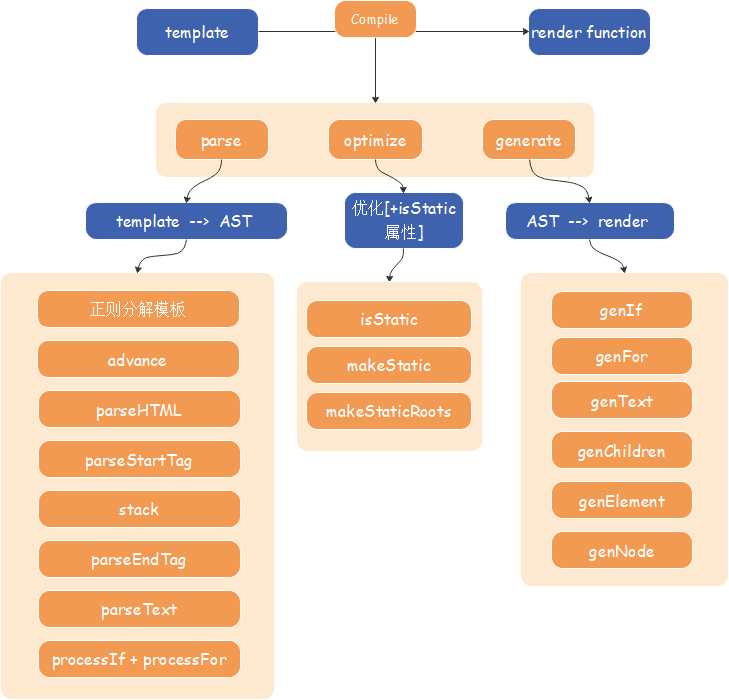 template
Compile
render function
parse
optimize
generate
template --> AST
优化[+isStatic
属性]
AST --> render
正则分解模板
advance
parseHTML
parseStartTag
stack
parseEndTag
parseText
processIf + processFor
isStatic
makeStatic
makeStaticRoots
genIf
genFor
genText
genChildren
genElement
genNode